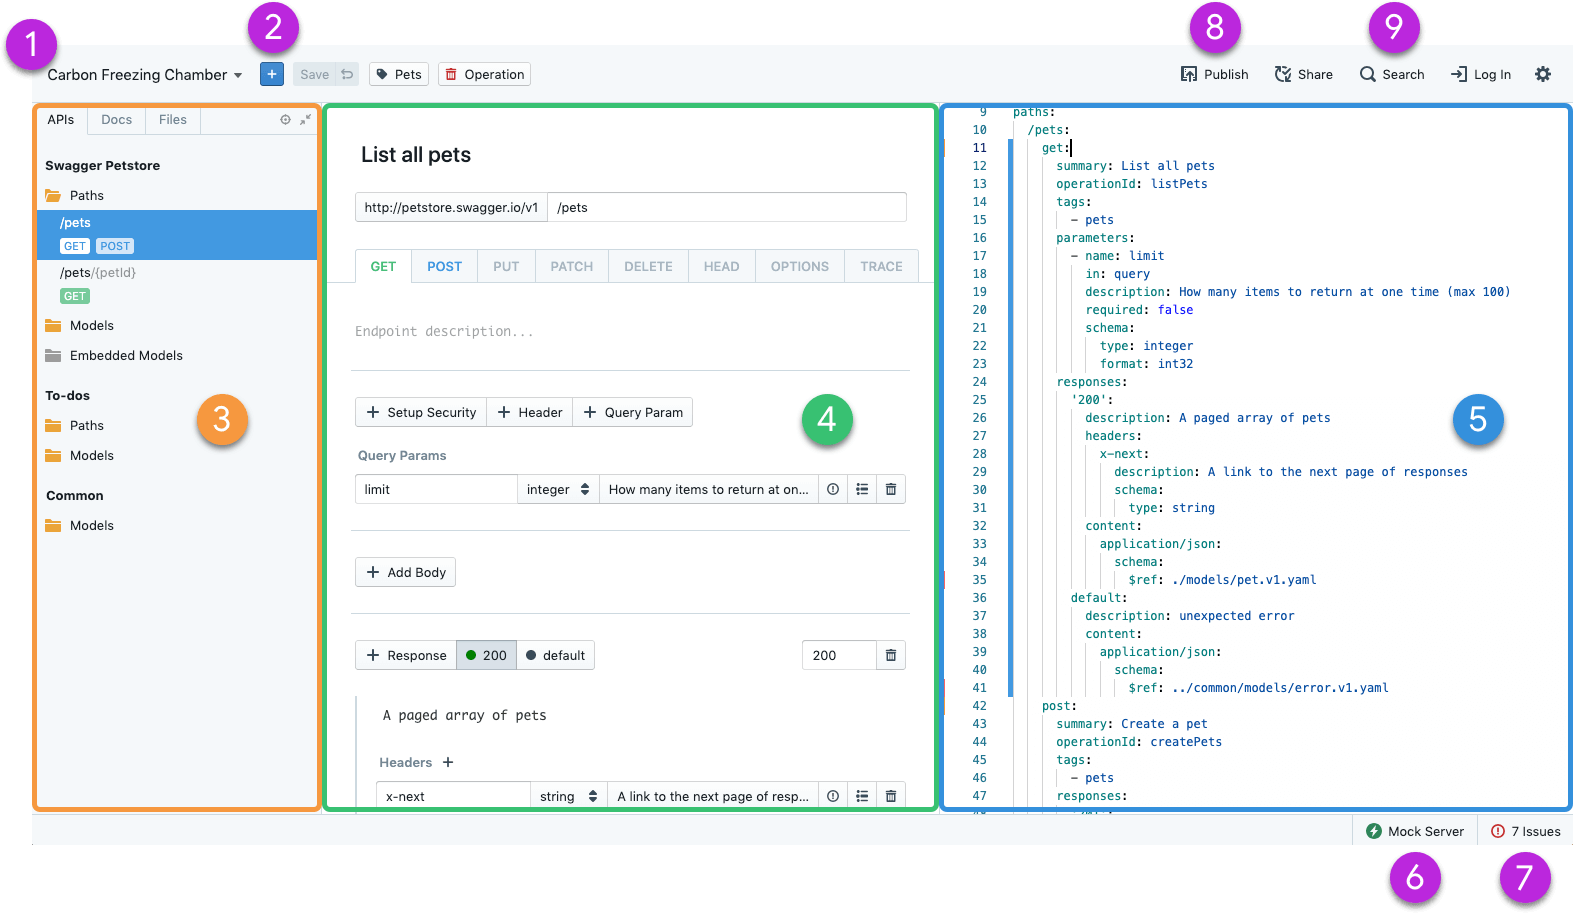 1
2
8
9
Carbon Freezing Chamber
+
Save
Pets
Operation
Publish
Share
Search
Log In
APIs
Docs
Files
Swagger Petstore
Paths
/pets
GET
POST
/pets/{petId}
GET
Models
Embedded Models
To-dos
Paths
Models
Common
Models
3
List all pets
http://petstore.swagger.io/v1
/pets
GET
POST
PUT
PATCH
DELETE
HEAD
OPTIONS
TRACE
Endpoint description...
+ Setup Security
+ Header
+ Query Param
4
Query Params
limit
integer
How many items to return at on...
+ Add Body
+ Response
200
default
200
A paged array of pets
Headers +
x-next
string
A link to the next page of resp...
9 paths:
10 /pets:
11 get:
12 summary: List all pets
13 operationId: listPets
14 tags:
15 - pets
16 parameters:
17 - name: limit
18 in: query
19 description: How many items to return at one time (max 100)
20 required: false
21 schema:
22 type: integer
23 format: int32
24 responses:
25 '200':
26 description: A paged array of pets
27 headers:
28 x-next:
29 description: A link to the next page of responses
30 schema:
31 type: string
32 content:
33 application/json:
34 schema:
35 $ref: ./models/pet.v1.yaml
36 default:
37 description: unexpected error
38 content:
39 application/json:
40 schema:
41 $ref: ../common/models/error.v1.yaml
42 post:
43 summary: Create a pet
44 operationId: createPets
45 tags:
46 - pets
47 responses:
5
Mock Server
7 Issues
6
7